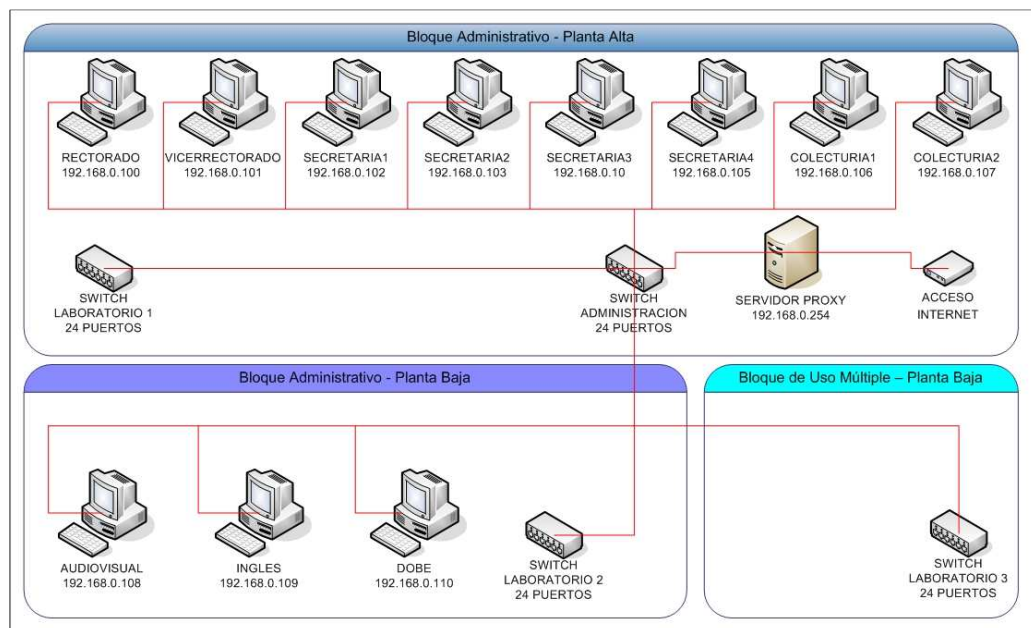 Bloque Administrativo - Planta Alta
RECTORADO
192.168.0.100
VICERRECTORADO
192.168.0.101
SECRETARIA1
192.168.0.102
SECRETARIA2
192.168.0.103
SECRETARIA3
192.168.0.10
SECRETARIA4
192.168.0.105
COLECTURIA1
192.168.0.106
COLECTURIA2
192.168.0.107
SWITCH
LABORATORIO 1
24 PUERTOS
SWITCH
ADMINISTRACION
24 PUERTOS
SERVIDOR PROXY
192.168.0.254
ACCESO
INTERNET
Bloque Administrativo - Planta Baja
AUDIOVISUAL
192.168.0.108
INGLES
192.168.0.109
DOBE
192.168.0.110
SWITCH
LABORATORIO 2
24 PUERTOS
Bloque de Uso Múltiple – Planta Baja
SWITCH
LABORATORIO 3
24 PUERTOS